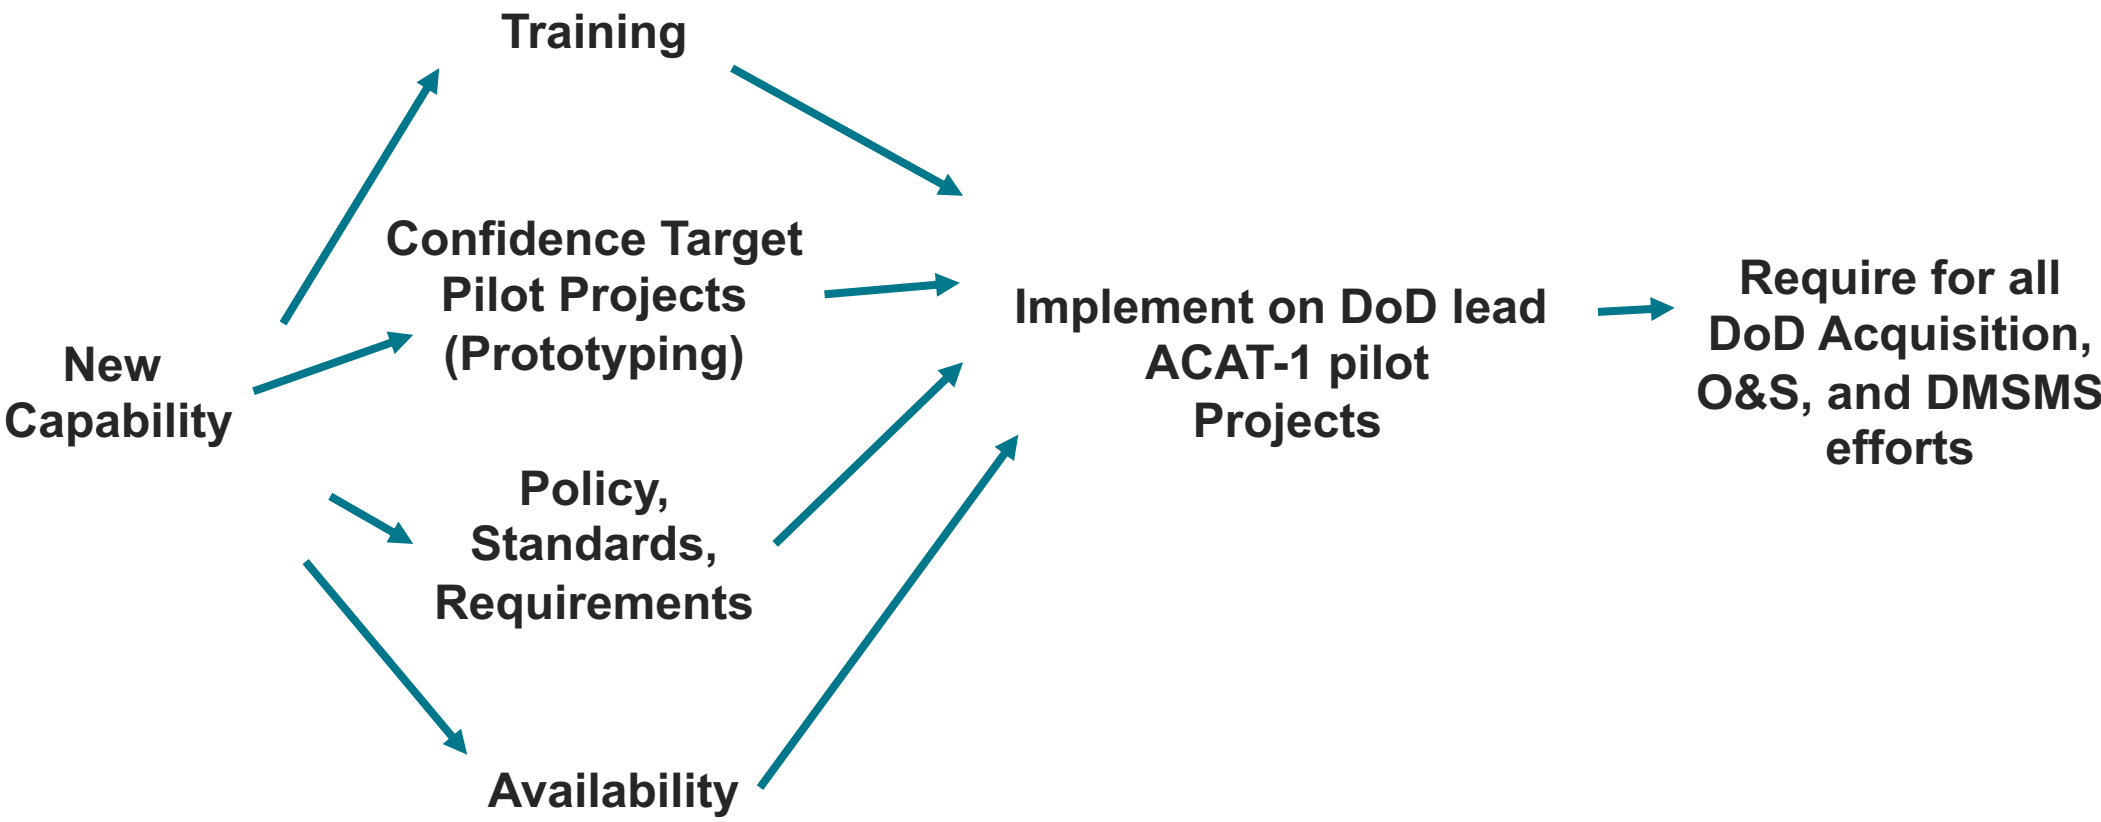 Training
Confidence Target
Pilot Projects
(Prototyping)
New
Capability
Policy,
Standards,
Requirements
Availability
Implement on DoD lead
ACAT-1 pilot
Projects
Require for all
DoD Acquisition,
O&S, and DMSMS
efforts